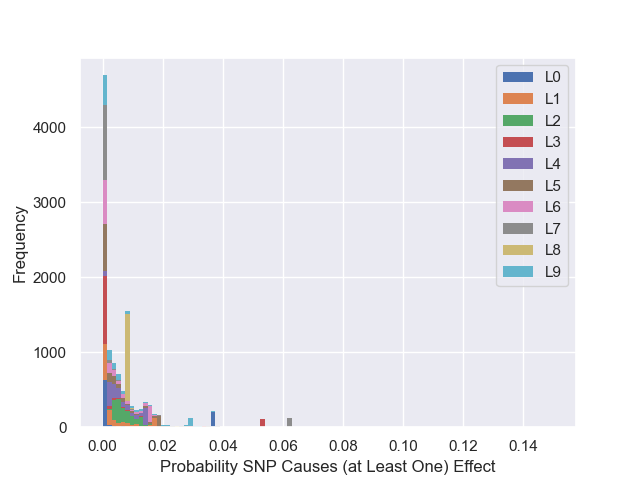 4000
3000
2000
1000
0
Frequency
0.00
0.02
0.04
0.06
0.08
0.10
0.12
0.14
Probability SNP Causes (at Least One) Effect
L0
L1
L2
L3
L4
L5
L6
L7
L8
L9